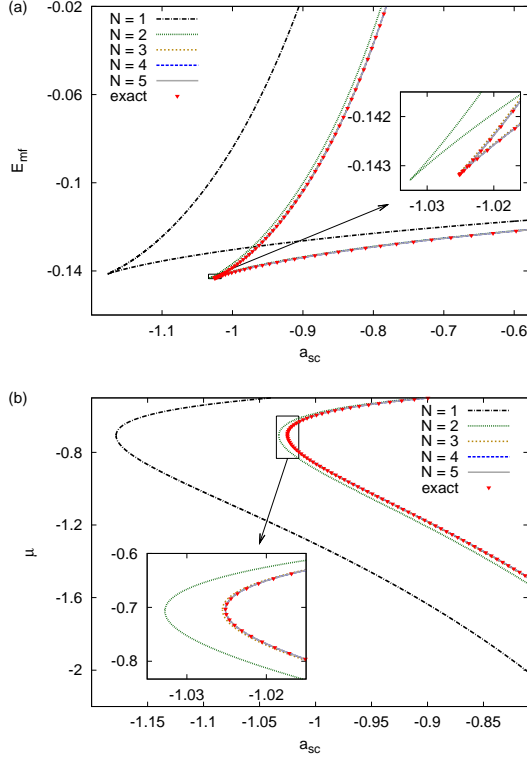 (a)
N = 1
N = 2
N = 3
N = 4
N = 5
exact
E_mf
-0.02
-0.06
-0.1
-0.14
-0.142
-0.143
-1.03
-1.02
-1.1
-1
-0.9
-0.8
-0.7
-0.6
a_sc
(b)
N = 1
N = 2
N = 3
N = 4
N = 5
exact
μ
-0.8
-1.2
-1.6
-2
-0.6
-0.7
-0.8
-1.03
-1.02
-1.15
-1.1
-1.05
-1
-0.95
-0.9
-0.85
a_sc